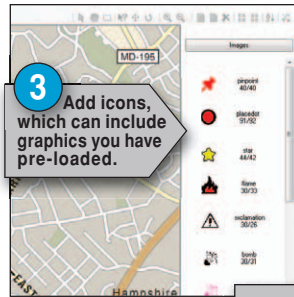 MD-195
Images
3
Add icons,
which can include
graphics you have
pre-loaded.
pinpoint
40/40
placedot
91/92
star
44/42
flame
30/33
exclamation
30/26
bomb
30/31
EAST
Hampshire